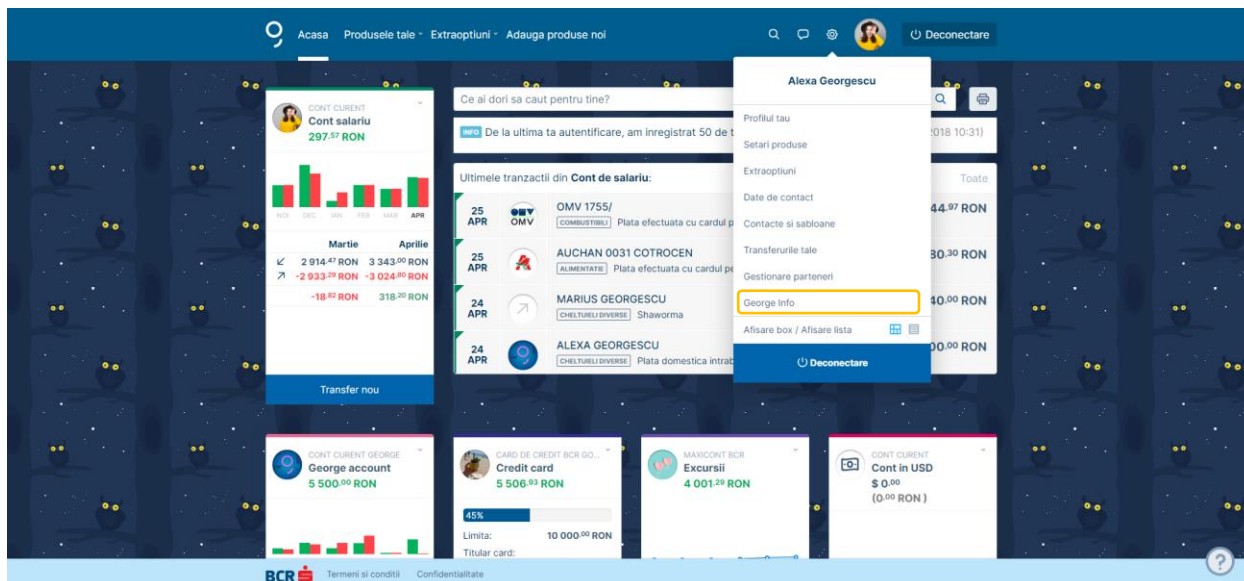 Acasa Produsele tale Extraoptiuni Adauga produse noi Deconectare
Alexa Georgescu
Profilul tau
Setari produse
Extraoptiuni
Date de contact
Contacte si sabloane
Transferurile tale
Gestionare parteneri
George Info
Afisare box / Afisare lista
Deconectare
CONT CURENT
Cont salariu
297.57 RON
NOI DEC IAN FEB MAR APR
Martie Aprilie
2 914.47 RON 3 343.00 RON
-2 933.29 RON -3 024.80 RON
-18.82 RON 318.20 RON
Transfer nou
Ce ai dori sa caut pentru tine?
INFO De la ultima ta autentificare, am inregistrat 50 de t 2018 10:31)
Ultimele tranzactii din Cont de salariu: Toate
25 APR OMV OMV 1755/ 44.97 RON
COMBUSTIBILI Plata efectuata cu cardul p
25 APR AUCHAN 0031 COTROCEN 30.30 RON
ALIMENTATIE Plata efectuata cu cardul pe
24 APR MARIUS GEORGESCU 40.00 RON
CHELTUIELI DIVERSE Shaworma
24 APR ALEXA GEORGESCU 00.00 RON
CHELTUIELI DIVERSE Plata domestica intrab
CONT CURENT GEORGE
George account
5 500.00 RON
CARD DE CREDIT BCR GO...
Credit card
5 506.93 RON
45%
Limita: 10 000.00 RON
Titular card:
MAXICONT BCR
Excursii
4 001.29 RON
CONT CURENT
Cont in USD
$ 0.00
(0.00 RON )
BCR Termeni si conditii Confidentialitate
?